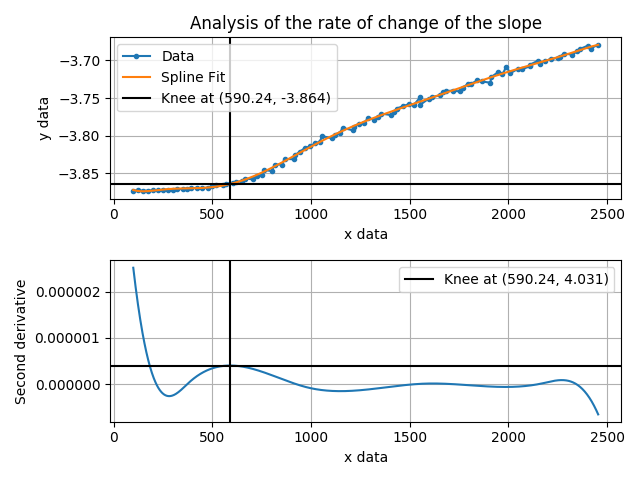 Analysis of the rate of change of the slope
Data
Spline Fit
Knee at (590.24, -3.864)
−3.70
−3.75
−3.80
−3.85
y data
0 500 1000 1500 2000 2500
x data
Knee at (590.24, 4.031)
0.000002
0.000001
0.000000
Second derivative
0 500 1000 1500 2000 2500
x data